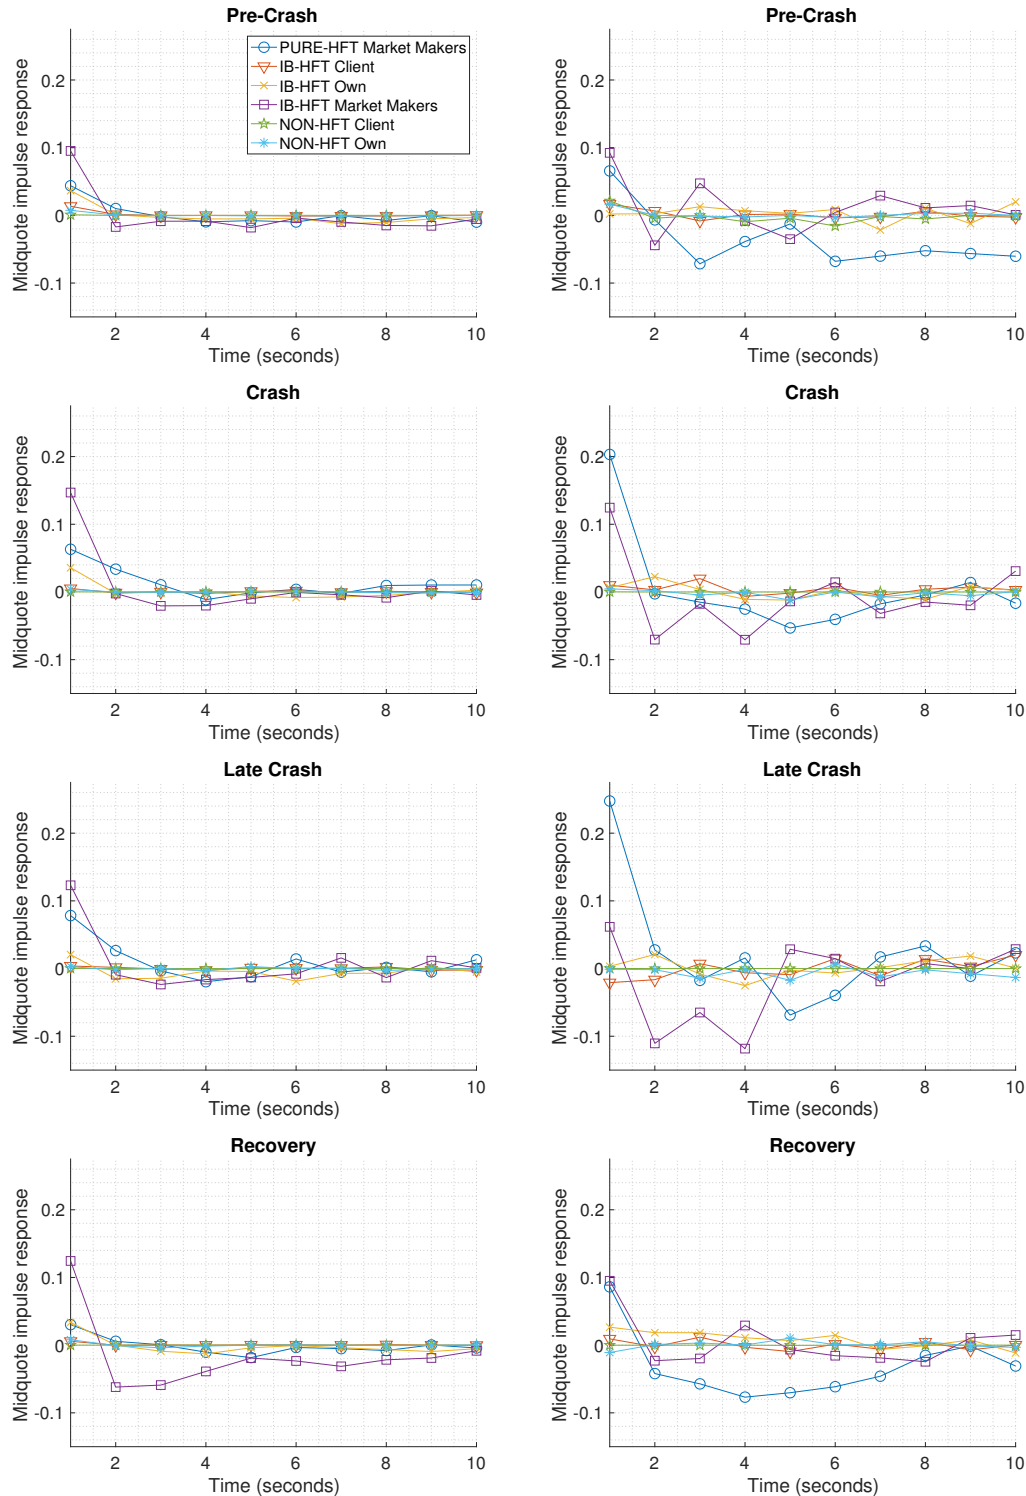 Pre-Crash
Midquote impulse response
0.2
0.1
0
-0.1
2
4
6
8
10
Time (seconds)
PURE-HFT Market Makers
IB-HFT Client
IB-HFT Own
IB-HFT Market Makers
NON-HFT Client
NON-HFT Own
Pre-Crash
Midquote impulse response
0.2
0.1
0
-0.1
2
4
6
8
10
Time (seconds)
Crash
Midquote impulse response
0.2
0.1
0
-0.1
2
4
6
8
10
Time (seconds)
Crash
Midquote impulse response
0.2
0.1
0
-0.1
2
4
6
8
10
Time (seconds)
Late Crash
Midquote impulse response
0.2
0.1
0
-0.1
2
4
6
8
10
Time (seconds)
Late Crash
Midquote impulse response
0.2
0.1
0
-0.1
2
4
6
8
10
Time (seconds)
Recovery
Midquote impulse response
0.2
0.1
0
-0.1
2
4
6
8
10
Time (seconds)
Recovery
Midquote impulse response
0.2
0.1
0
-0.1
2
4
6
8
10
Time (seconds)